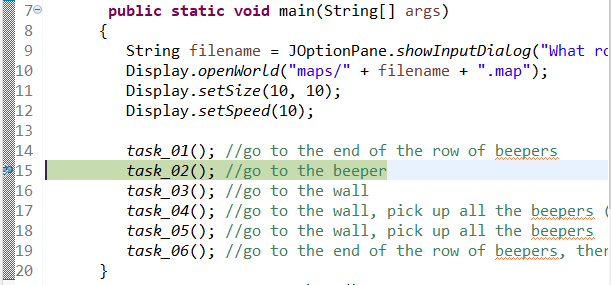 7 public static void main(String[] args)
8 {
9 String filename = JOptionPane.showInputDialog("What
10 Display.openWorld("maps/" + filename + ".map");
11 Display.setSize(10, 10);
12 Display.setSpeed(10);
13
14 task_01(); //go to the end of the row of beepers
15 task_02(); //go to the beeper
16 task_03(); //go to the wall
17 task_04(); //go to the wall, pick up all the beepers (
18 task_05(); //go to the wall, pick up all the beepers
19 task_06(); //go to the end of the row of beepers,
20 }